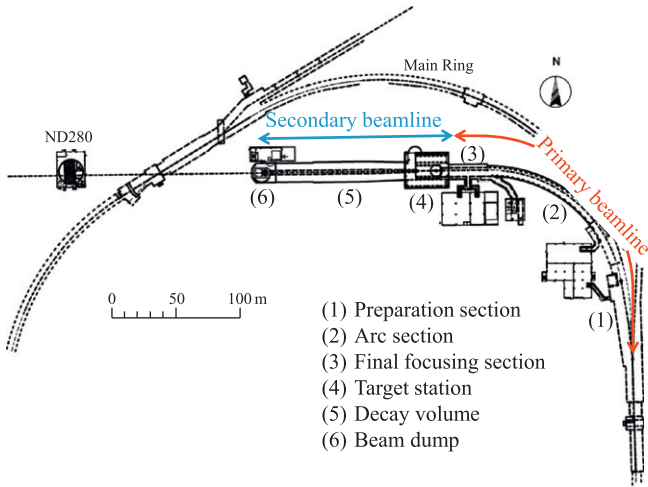 Main Ring
N
ND280
Secondary beamline
Primary beamline
(3)
(6)
(5)
(4)
(2)
(1)
0 50 100 m
(1) Preparation section
(2) Arc section
(3) Final focusing section
(4) Target station
(5) Decay volume
(6) Beam dump